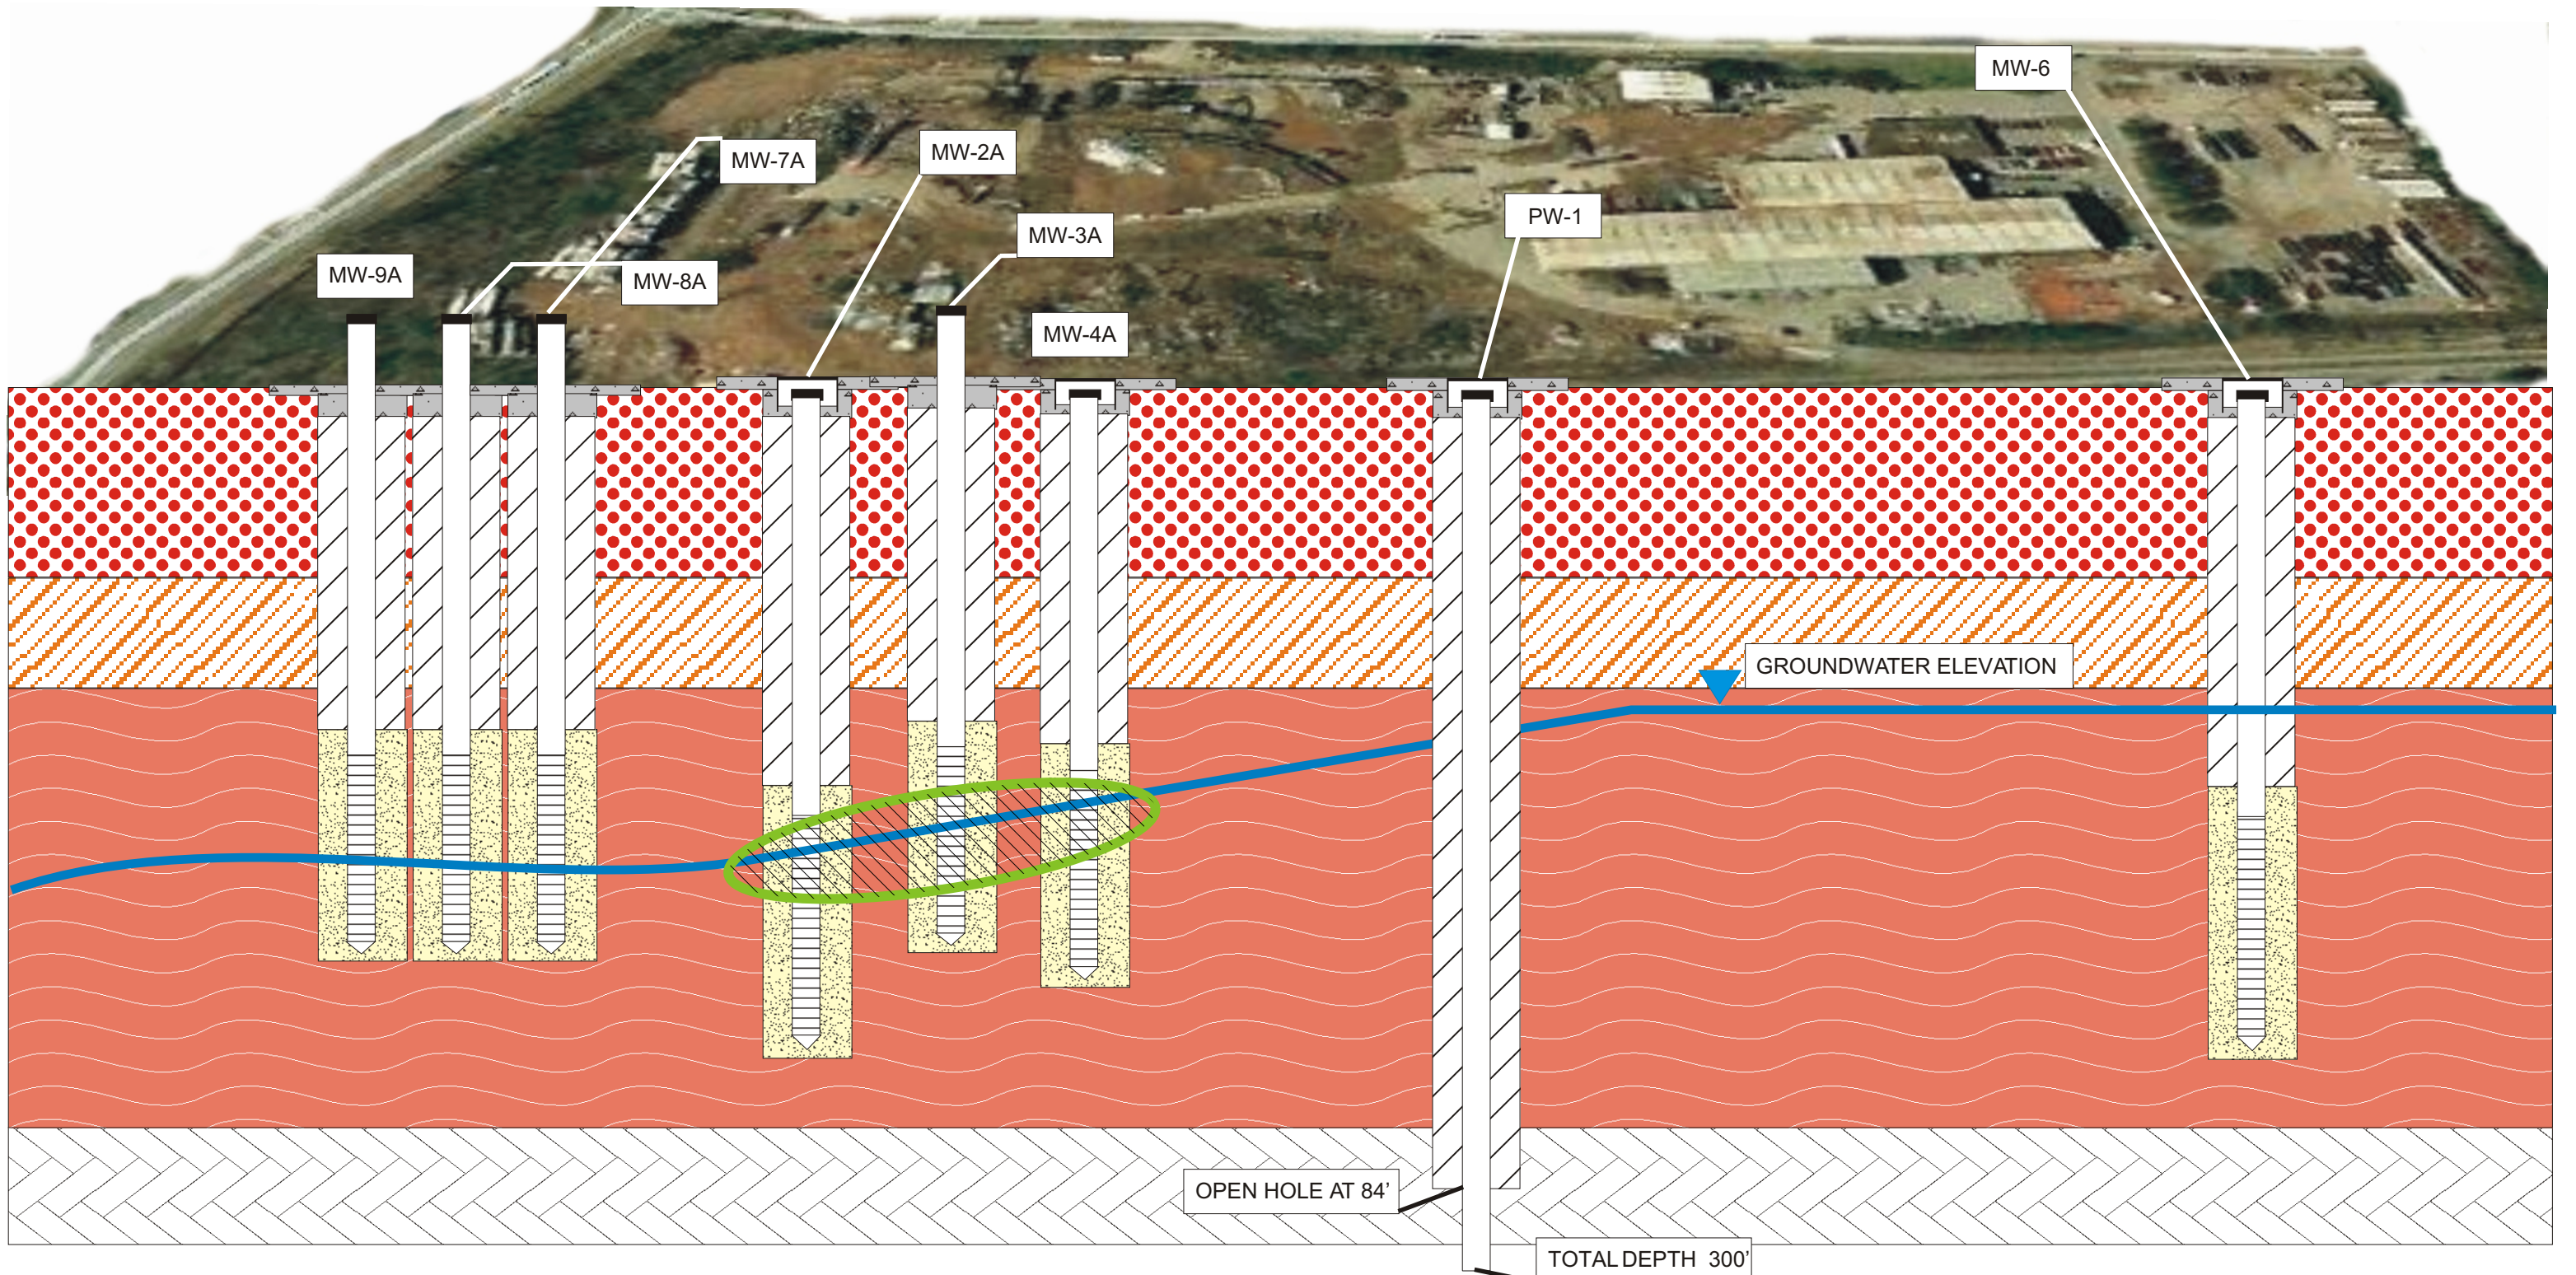 MW-6
MW-7A
MW-2A
PW-1
MW-3A
MW-9A
MW-8A
MW-4A
GROUNDWATER ELEVATION
OPEN HOLE AT 84’
TOTAL DEPTH 300’